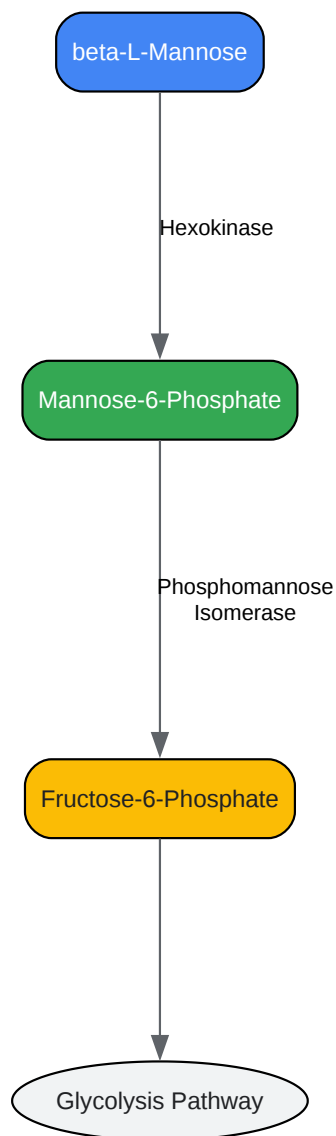 beta-L-Mannose
Hexokinase
Mannose-6-Phosphate
Phosphomannose
Isomerase
Fructose-6-Phosphate
Glycolysis Pathway